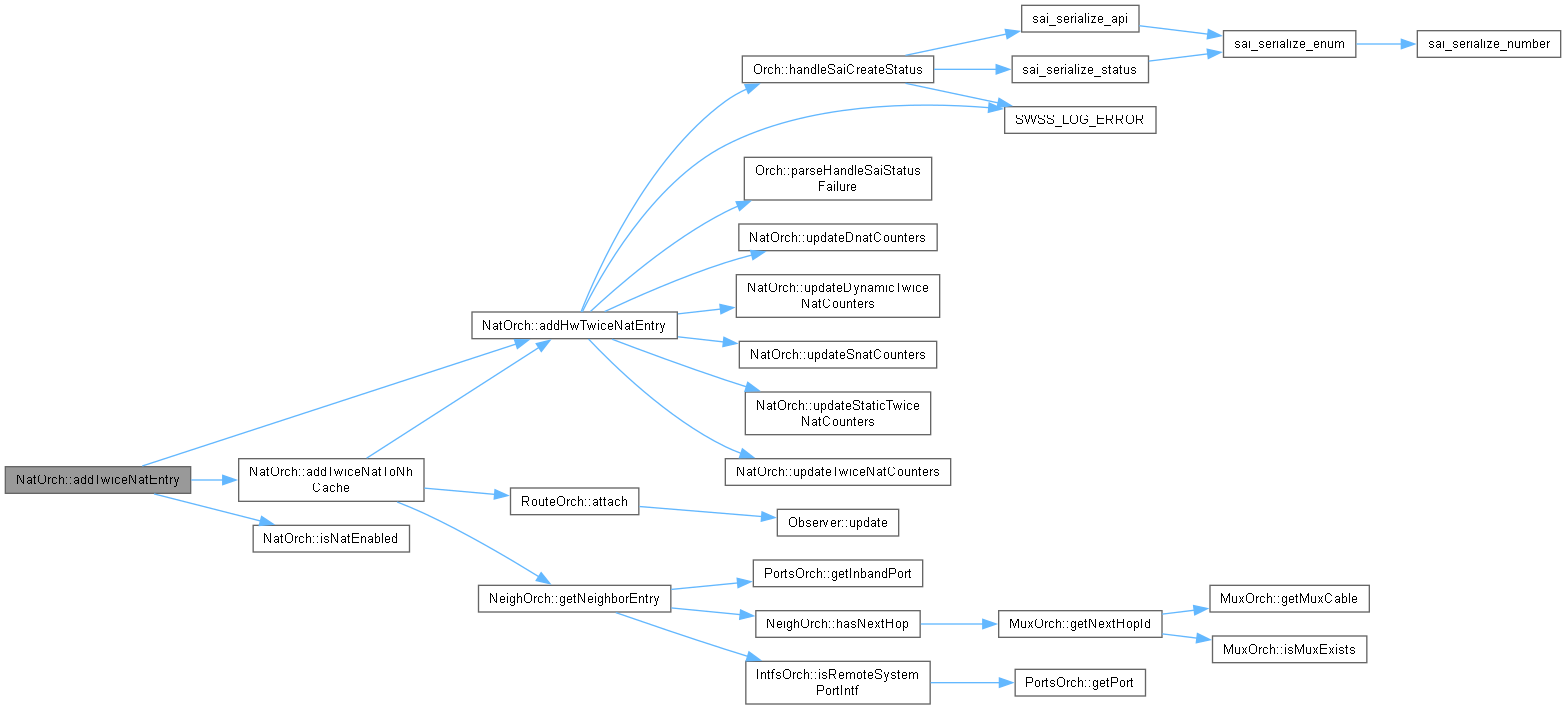 sai_serialize_api
sai_serialize_enum
sai_serialize_number
Orch::handleSaiCreateStatus
sai_serialize_status
SWSS_LOG_ERROR
Orch::parseHandleSaiStatus
Failure
NatOrch::updateDnatCounters
NatOrch::updateDynamicTwice
NatCounters
NatOrch::addHwTwiceNatEntry
NatOrch::updateSnatCounters
NatOrch::updateStaticTwice
NatCounters
NatOrch::updateTwiceNatCounters
NatOrch::addTwiceNatEntry
NatOrch::addTwiceNatToNh
Cache
RouteOrch::attach
Observer::update
NatOrch::isNatEnabled
PortsOrch::getInbandPort
NeighOrch::getNeighborEntry
NeighOrch::hasNextHop
MuxOrch::getNextHopId
MuxOrch::getMuxCable
MuxOrch::isMuxExists
IntfsOrch::isRemoteSystem
PortIntf
PortsOrch::getPort